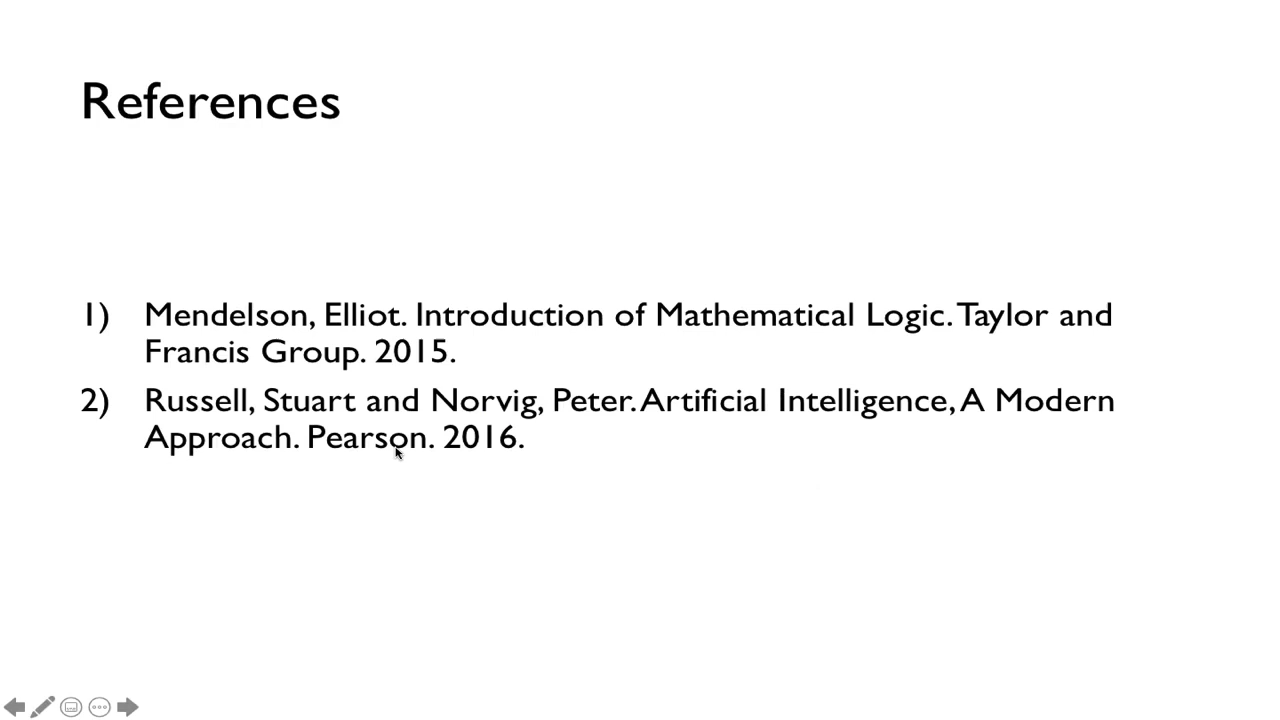 References
1) Mendelson, Elliot. Introduction of Mathematical Logic. Taylor and
Francis Group. 2015.
2) Russell, Stuart and Norvig, Peter. Artificial Intelligence, A Modern
Approach. Pearson. 2016.